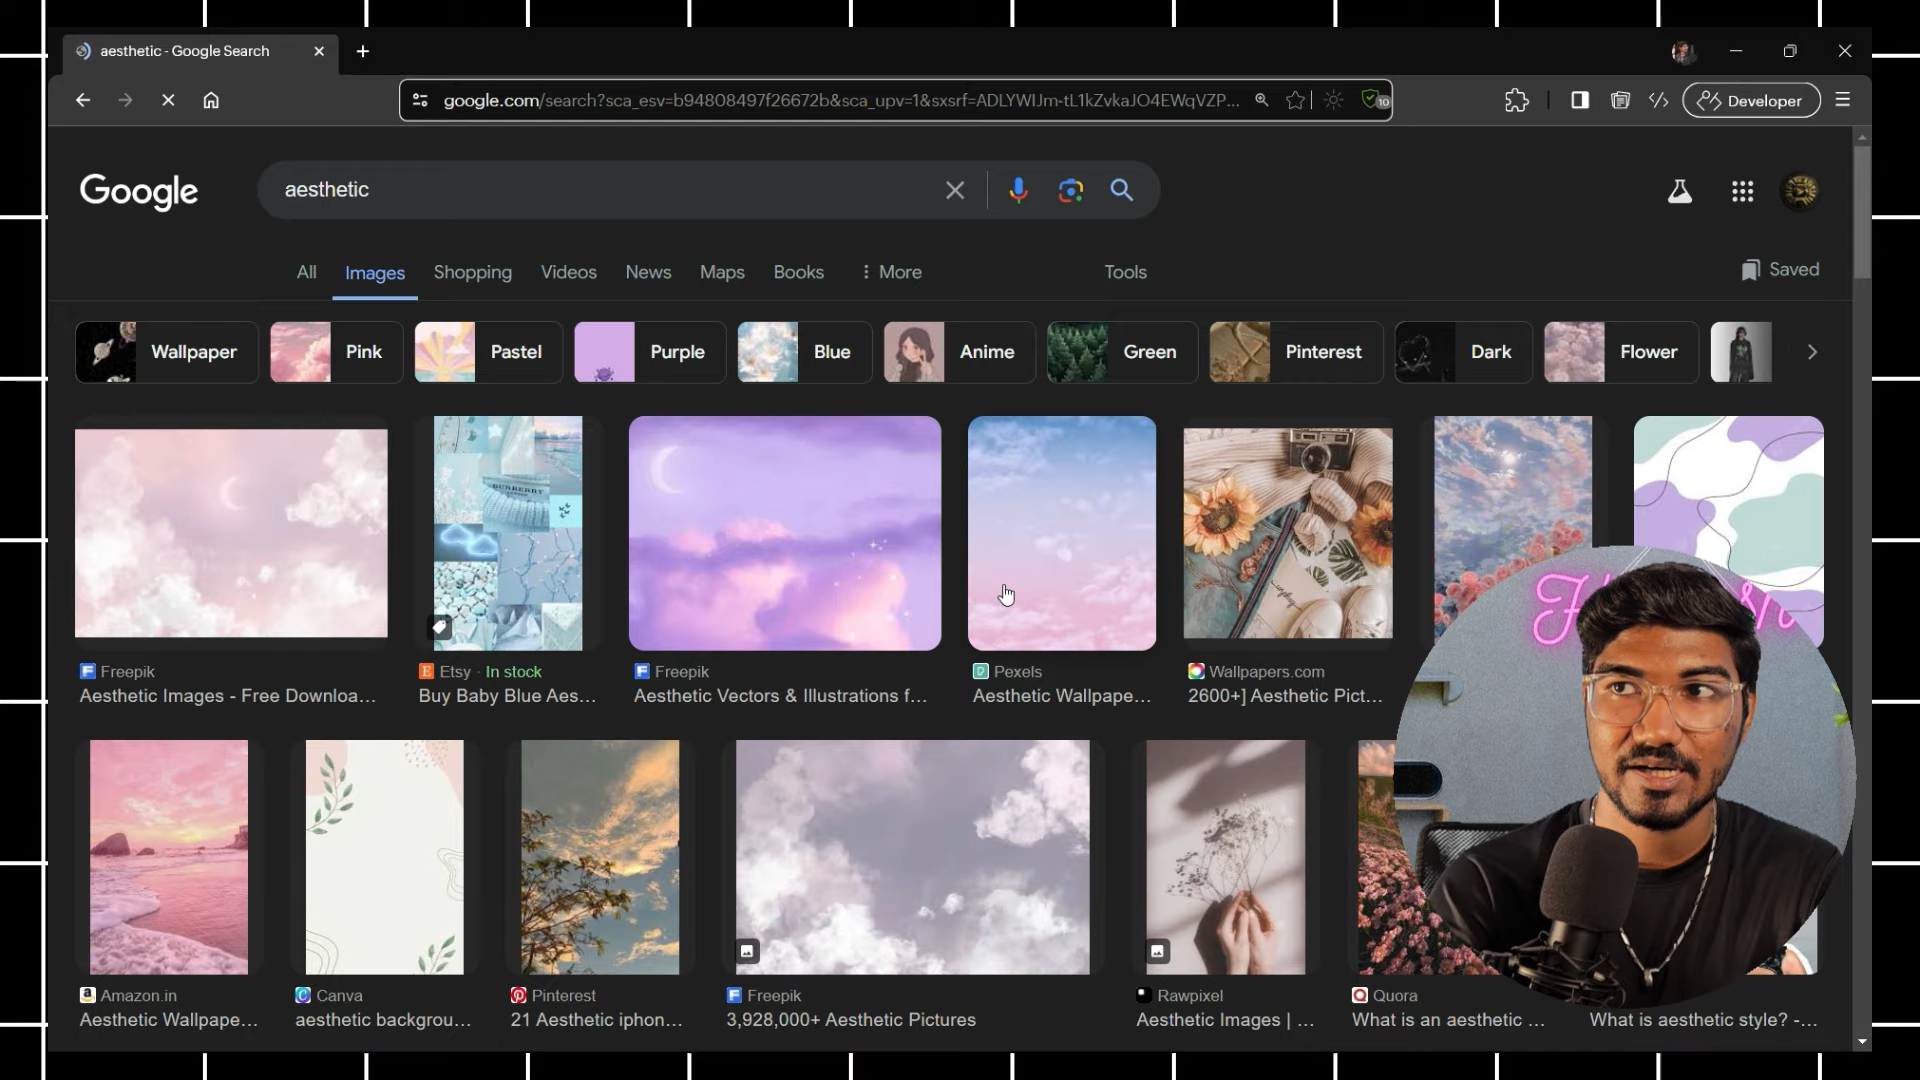 aesthetic - Google Search
google.com/search?sca_esv=b94808497f26672b&sca_upv=1&sxsrf=ADLYWIJm-tL1kZvkaJO4EWqVZP...
10
Developer
Google
aesthetic
All
Images
Shopping
Videos
News
Maps
Books
More
Tools
Saved
Wallpaper
Pink
Pastel
Purple
Blue
Anime
Green
Pinterest
Dark
Flower
BURBERRY
Freepik
Aesthetic Images - Free Downloa...
Etsy · In stock
Buy Baby Blue Aes...
Freepik
Aesthetic Vectors & Illustrations f...
Pexels
Aesthetic Wallpape...
Wallpapers.com
2600+] Aesthetic Pict...
Amazon.in
Aesthetic Wallpape...
Canva
aesthetic backgrou...
Pinterest
21 Aesthetic iphon...
Freepik
3,928,000+ Aesthetic Pictures
Rawpixel
Aesthetic Images | ...
Quora
What is an aesthetic ...
What is aesthetic style? -...